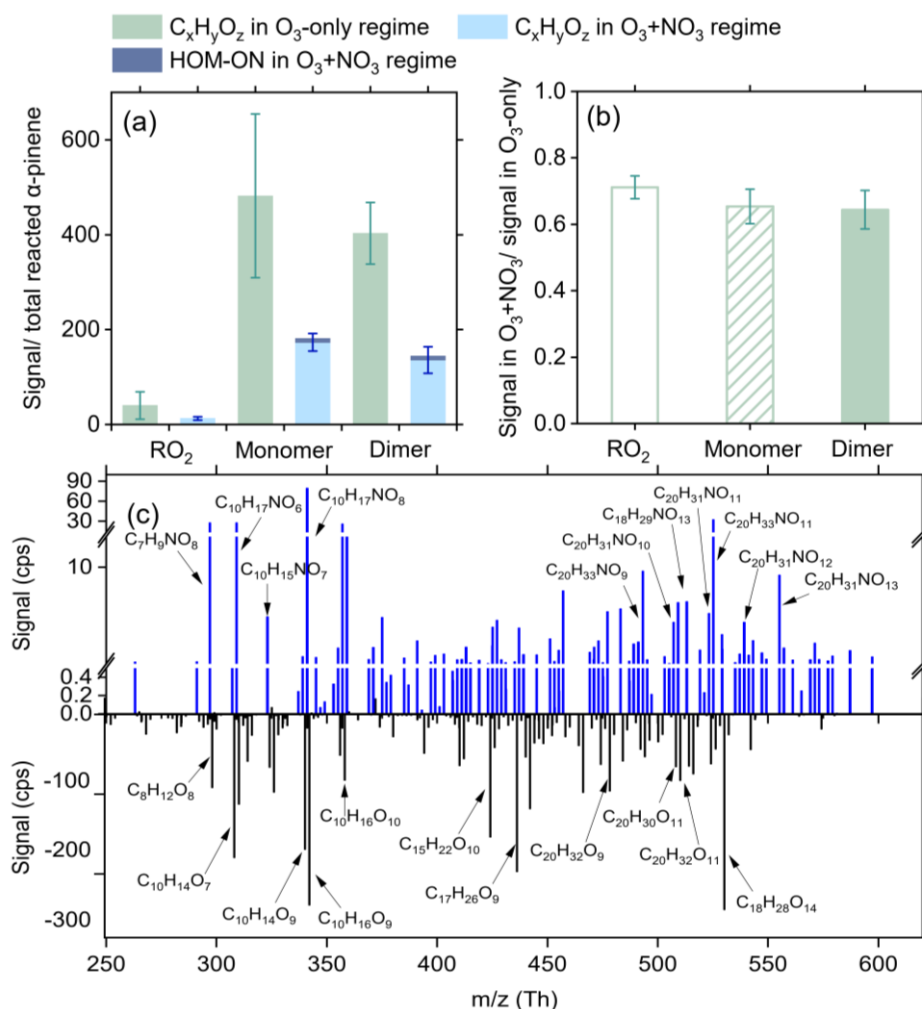 CₓHᵧO_z in O₃-only regime
CₓHᵧO_z in O₃+NO₃ regime
HOM-ON in O₃+NO₃ regime
(a)
Signal/ total reacted α-pinene
600
400
200
0
RO₂ Monomer Dimer
(b)
Signal in O₃+NO₃/ signal in O₃-only
1.0
0.8
0.6
0.4
0.2
0.0
RO₂ Monomer Dimer
(c)
Signal (cps)
90
60
30
10
0.4
0.2
0.0
C₇H₉NO₈
C₁₀H₁₇NO₆
C₁₀H₁₅NO₇
C₁₀H₁₇NO₈
C₂₀H₃₃NO₉
C₂₀H₃₁NO₁₀
C₁₈H₂₉NO₁₃
C₂₀H₃₁NO₁₁
C₂₀H₃₃NO₁₁
C₂₀H₃₁NO₁₂
C₂₀H₃₁NO₁₃
Signal (cps)
-100
-200
-300
C₈H₁₂O₈
C₁₀H₁₄O₇
C₁₀H₁₄O₉
C₁₀H₁₆O₁₀
C₁₀H₁₆O₉
C₁₅H₂₂O₁₀
C₁₇H₂₆O₉
C₂₀H₃₂O₉
C₂₀H₃₀O₁₁
C₂₀H₃₂O₁₁
C₁₈H₂₈O₁₄
250 300 350 400 450 500 550 600
m/z (Th)